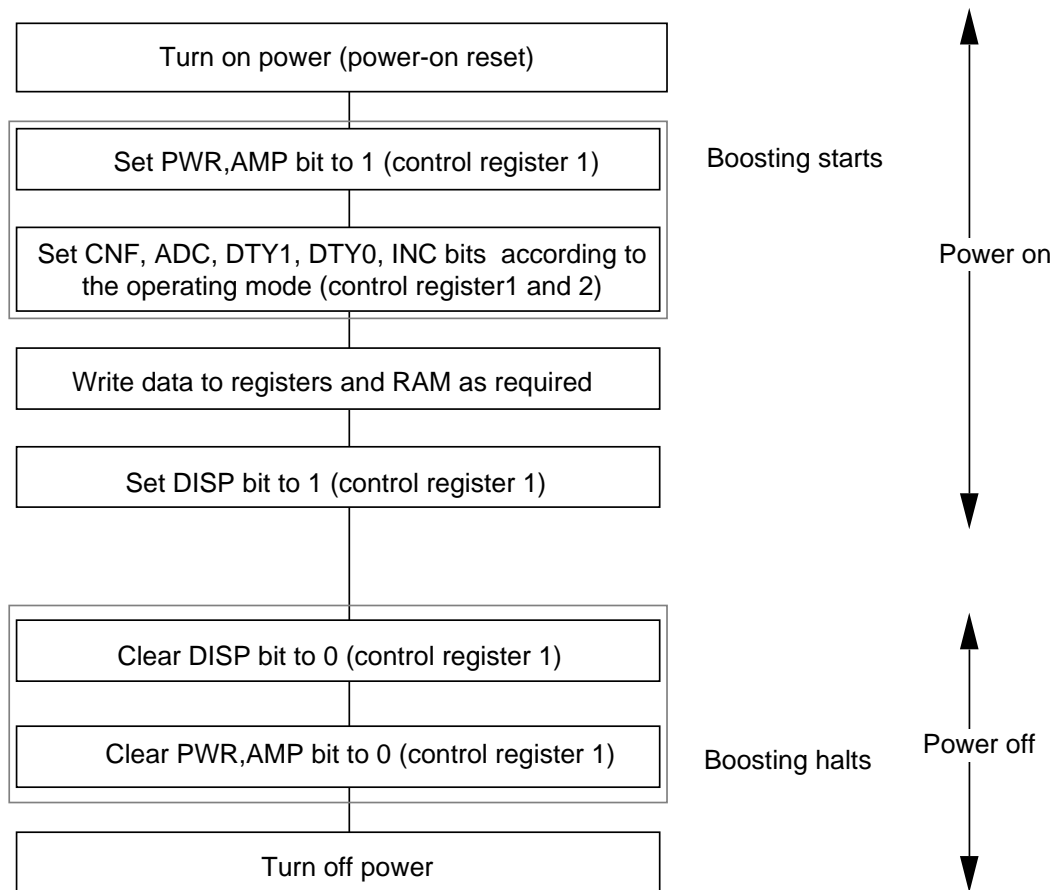 Turn on power (power-on reset)
Set PWR,AMP bit to 1 (control register 1)
Boosting starts
Set CNF, ADC, DTY1, DTY0, INC bits  according to
the operating mode (control register1 and 2)
Power on
Write data to registers and RAM as required
Set DISP bit to 1 (control register 1)
Clear DISP bit to 0 (control register 1)
Clear PWR,AMP bit to 0 (control register 1)
Boosting halts
Power off
Turn off power